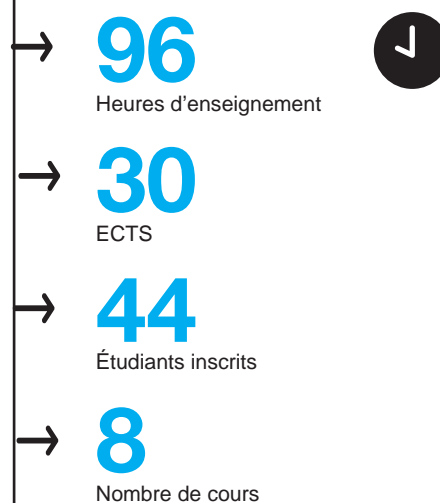 96
Heures d’enseignement
30
ECTS
44
Étudiants inscrits
8
Nombre de cours